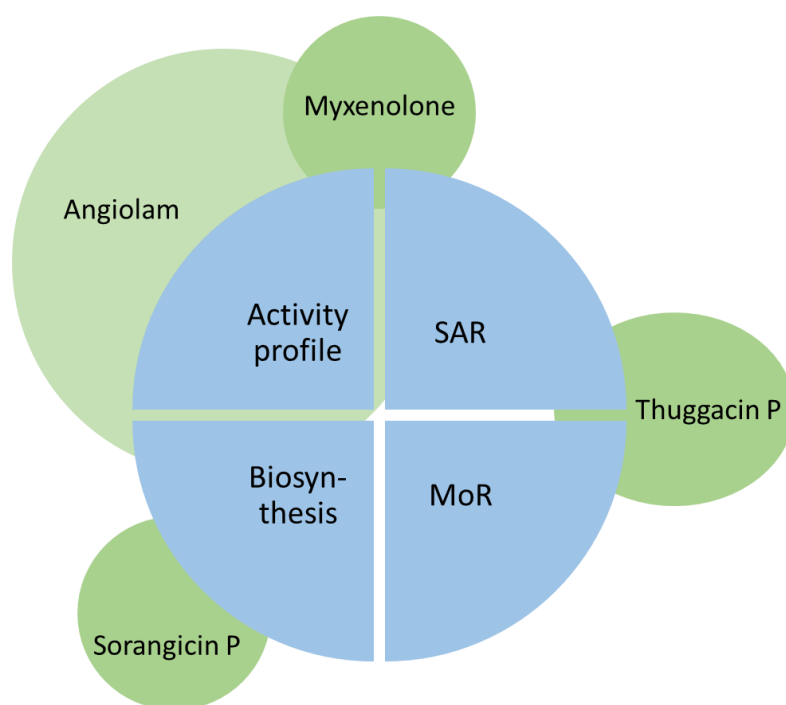 Myxenolone
Angiolam
Activity
profile
SAR
Thuggacin P
Biosyn-
thesis
MoR
Sorangicin P